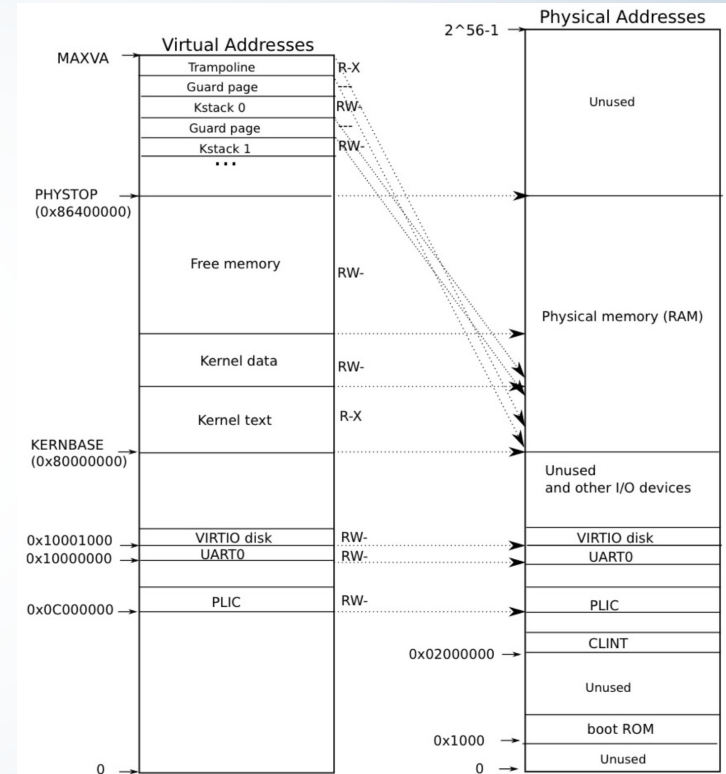 Physical Addresses
2^56-1
Virtual Addresses
MAXVA
Trampoline
R-X
Guard page
---
Unused
Kstack 0
RW-
Guard page
---
Kstack 1
RW-
...
PHYSTOP
(0x86400000)
Free memory
RW-
Physical memory (RAM)
Kernel data
RW-
Kernel text
R-X
KERNBASE
(0x80000000)
Unused
and other I/O devices
0x10001000
VIRTIO disk
RW-
VIRTIO disk
0x10000000
UART0
RW-
UART0
0x0C000000
PLIC
RW-
PLIC
CLINT
0x02000000
Unused
boot ROM
0x1000
Unused
0
0